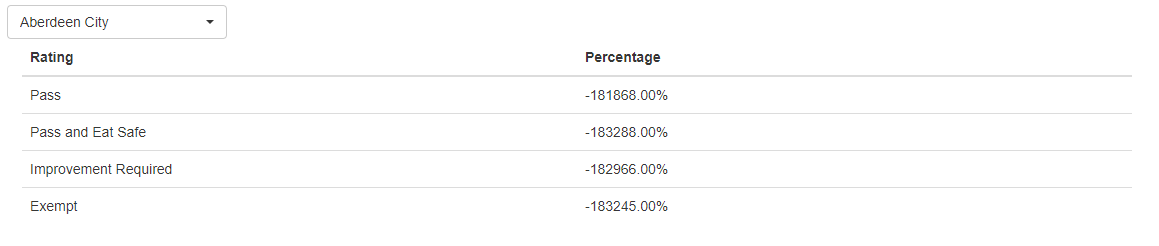 Aberdeen City
Rating Percentage
Pass -181868.00%
Pass and Eat Safe -183288.00%
Improvement Required -182966.00%
Exempt -183245.00%